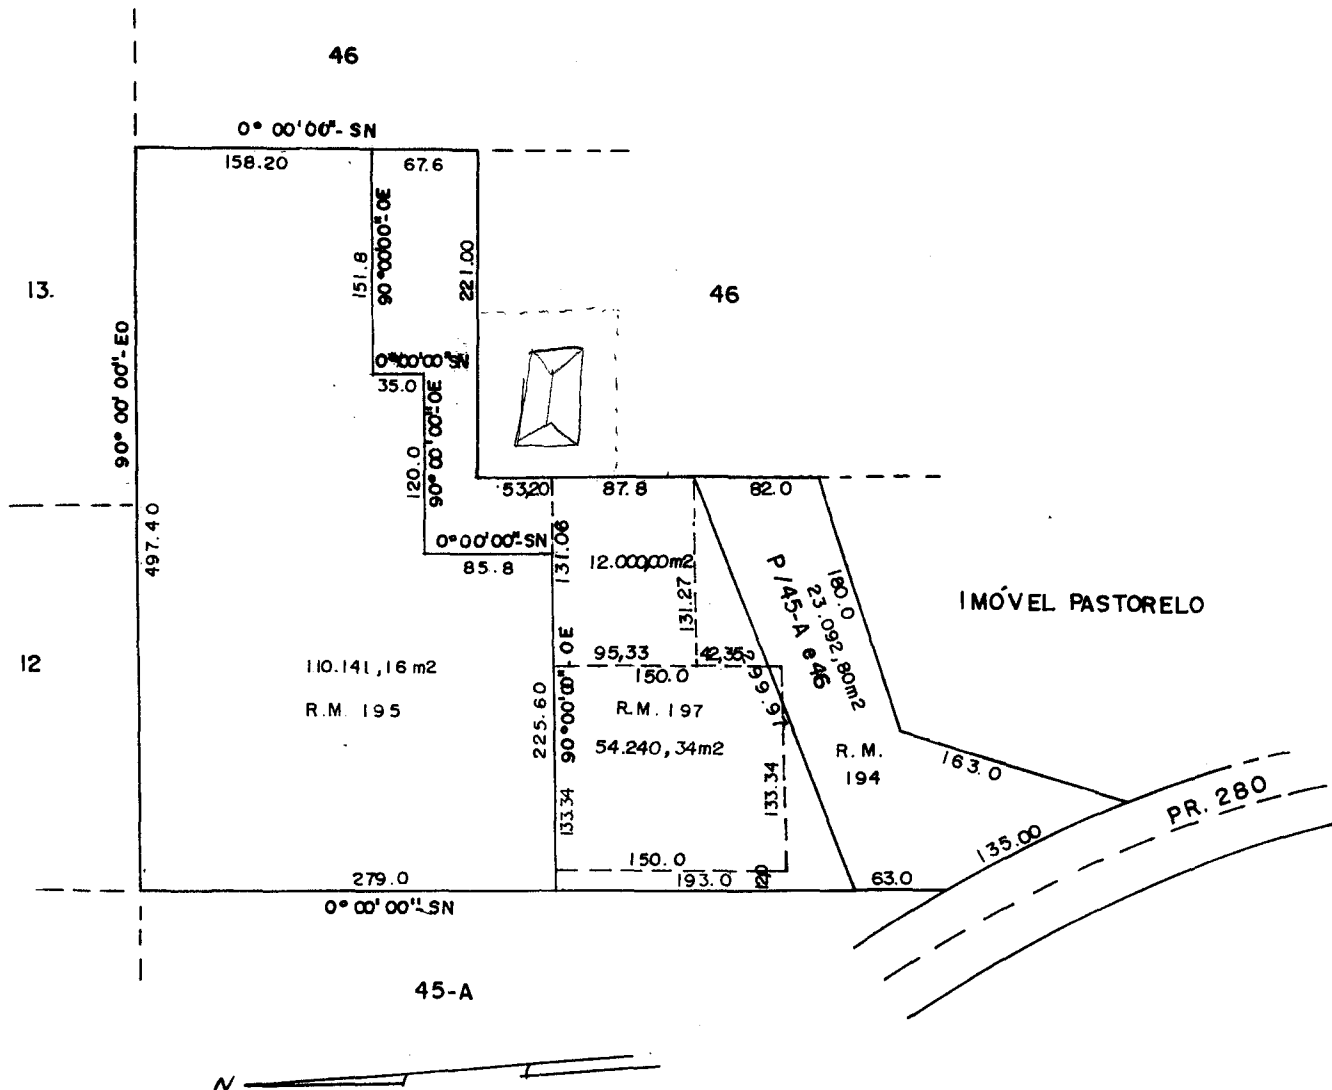 46
0° 00'00"- SN
158.20
67.6
151.8
90°00'00"-OE
221.00
13.
46
90° 00' 00"-EO
0°00'00"SN
35.0
120.0
90° 00' 00"-OE
53,20
87.8
82.0
497.40
0°00'00"-SN
85.8
131.06
12.000,00m2
131.27
180.0
23.092,80m2
P/45-A e 46
IMÓVEL PASTORELO
12
110.141,16 m2
R.M. 195
225.60
90°00'00"-OE
95,33
42,35
150.0
299.91
R.M. 197
54.240,34m2
R.M.
194
163.0
133.34
133.34
PR. 280
135.00
150.0
279.0
193.0
12.0
63.0
0° 00' 00"-SN
45-A
N